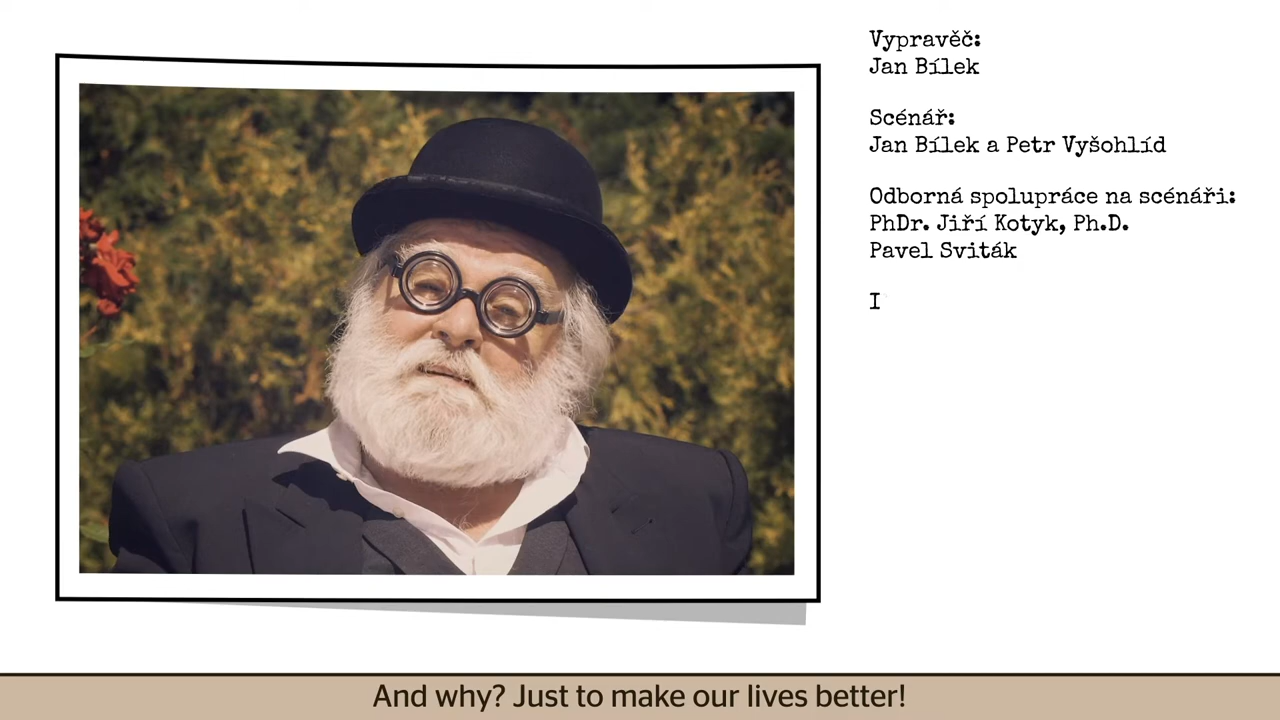 Vypravěč:
Jan Bílek
Scénář:
Jan Bílek a Petr Vyšohlíd
Odborná spolupráce na scénáři:
PhDr. Jiří Kotyk, Ph.D.
Pavel Sviták
I
And why? Just to make our lives better!